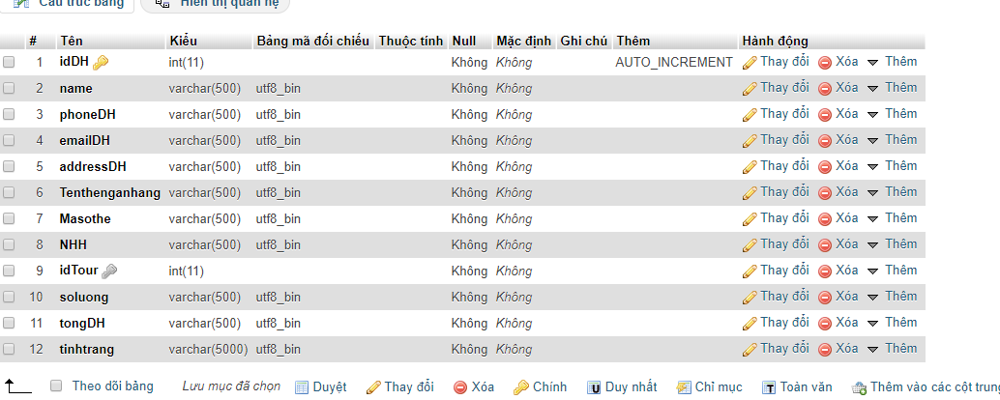 Cấu trúc bảng Hiển thị quan hệ
# Tên Kiểu Bảng mã đối chiếu Thuộc tính Null Mặc định Ghi chú Thêm Hành động
1 idDH int(11) Không Không AUTO_INCREMENT Thay đổi Xóa Thêm
2 name varchar(500) utf8_bin Không Không Thay đổi Xóa Thêm
3 phoneDH varchar(500) utf8_bin Không Không Thay đổi Xóa Thêm
4 emailDH varchar(500) utf8_bin Không Không Thay đổi Xóa Thêm
5 addressDH varchar(500) utf8_bin Không Không Thay đổi Xóa Thêm
6 Tenthenganhang varchar(500) utf8_bin Không Không Thay đổi Xóa Thêm
7 Masothe varchar(500) utf8_bin Không Không Thay đổi Xóa Thêm
8 NHH varchar(500) utf8_bin Không Không Thay đổi Xóa Thêm
9 idTour int(11) Không Không Thay đổi Xóa Thêm
10 soluong varchar(500) utf8_bin Không Không Thay đổi Xóa Thêm
11 tongDH varchar(500) utf8_bin Không Không Thay đổi Xóa Thêm
12 tinhtrang varchar(5000) utf8_bin Không Không Thay đổi Xóa Thêm
Theo dõi bảng Lưu mục đã chọn Duyệt Thay đổi Xóa Chính Duy nhất Chỉ mục Toàn văn Thêm vào các cột trung